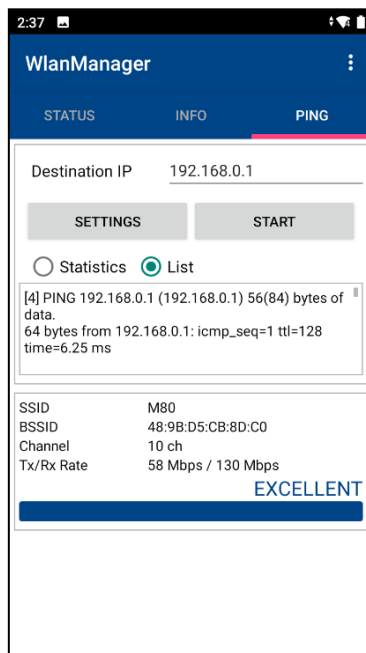 2:37
WlanManager
STATUS INFO PING
Destination IP 192.168.0.1
SETTINGS START
Statistics List
[4] PING 192.168.0.1 (192.168.0.1) 56(84) bytes of
data.
64 bytes from 192.168.0.1: icmp_seq=1 ttl=128
time=6.25 ms
SSID M80
BSSID 48:9B:D5:CB:8D:C0
Channel 10 ch
Tx/Rx Rate 58 Mbps / 130 Mbps
EXCELLENT